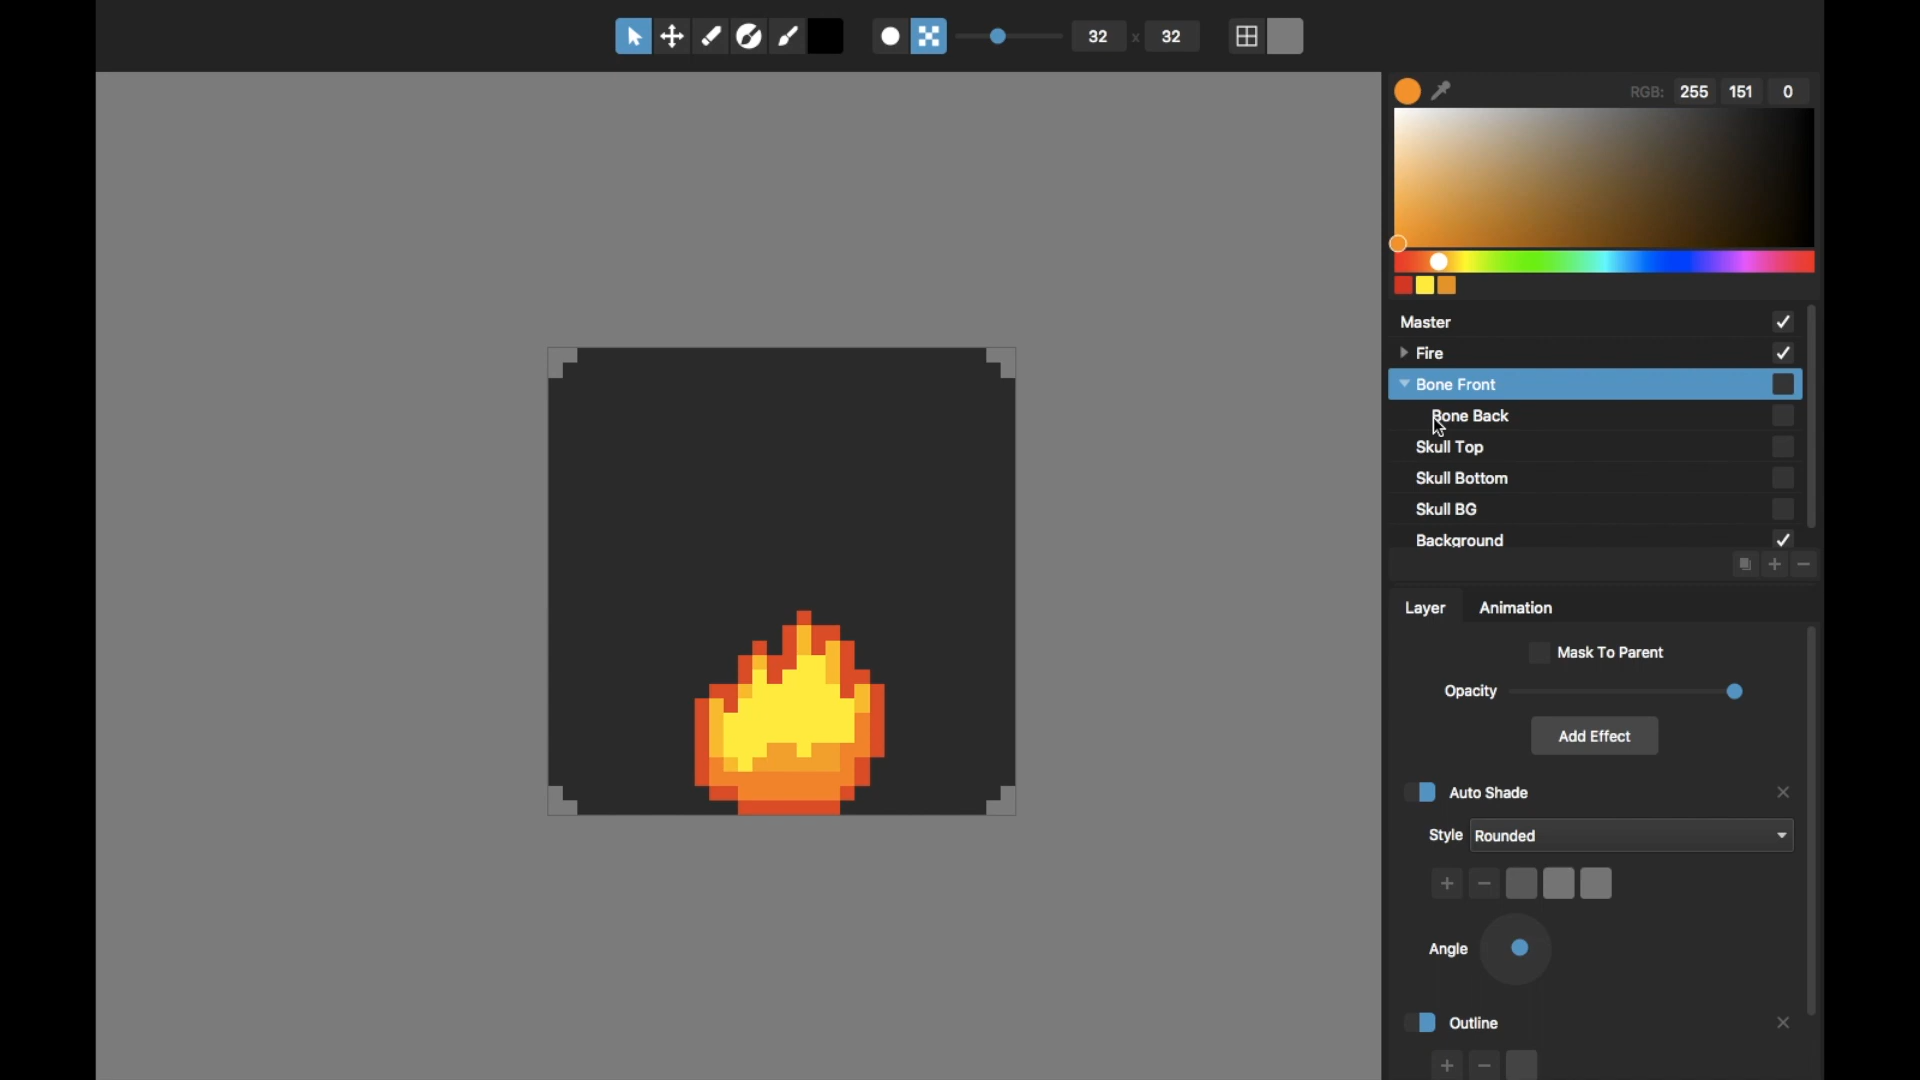 32 x 32
RGB: 255 151 0
Master
Fire
Bone Front
Bone Back
Skull Top
Skull Bottom
Skull BG
Background
Layer Animation
Mask To Parent
Opacity
Add Effect
Auto Shade
Style Rounded
Angle
Outline